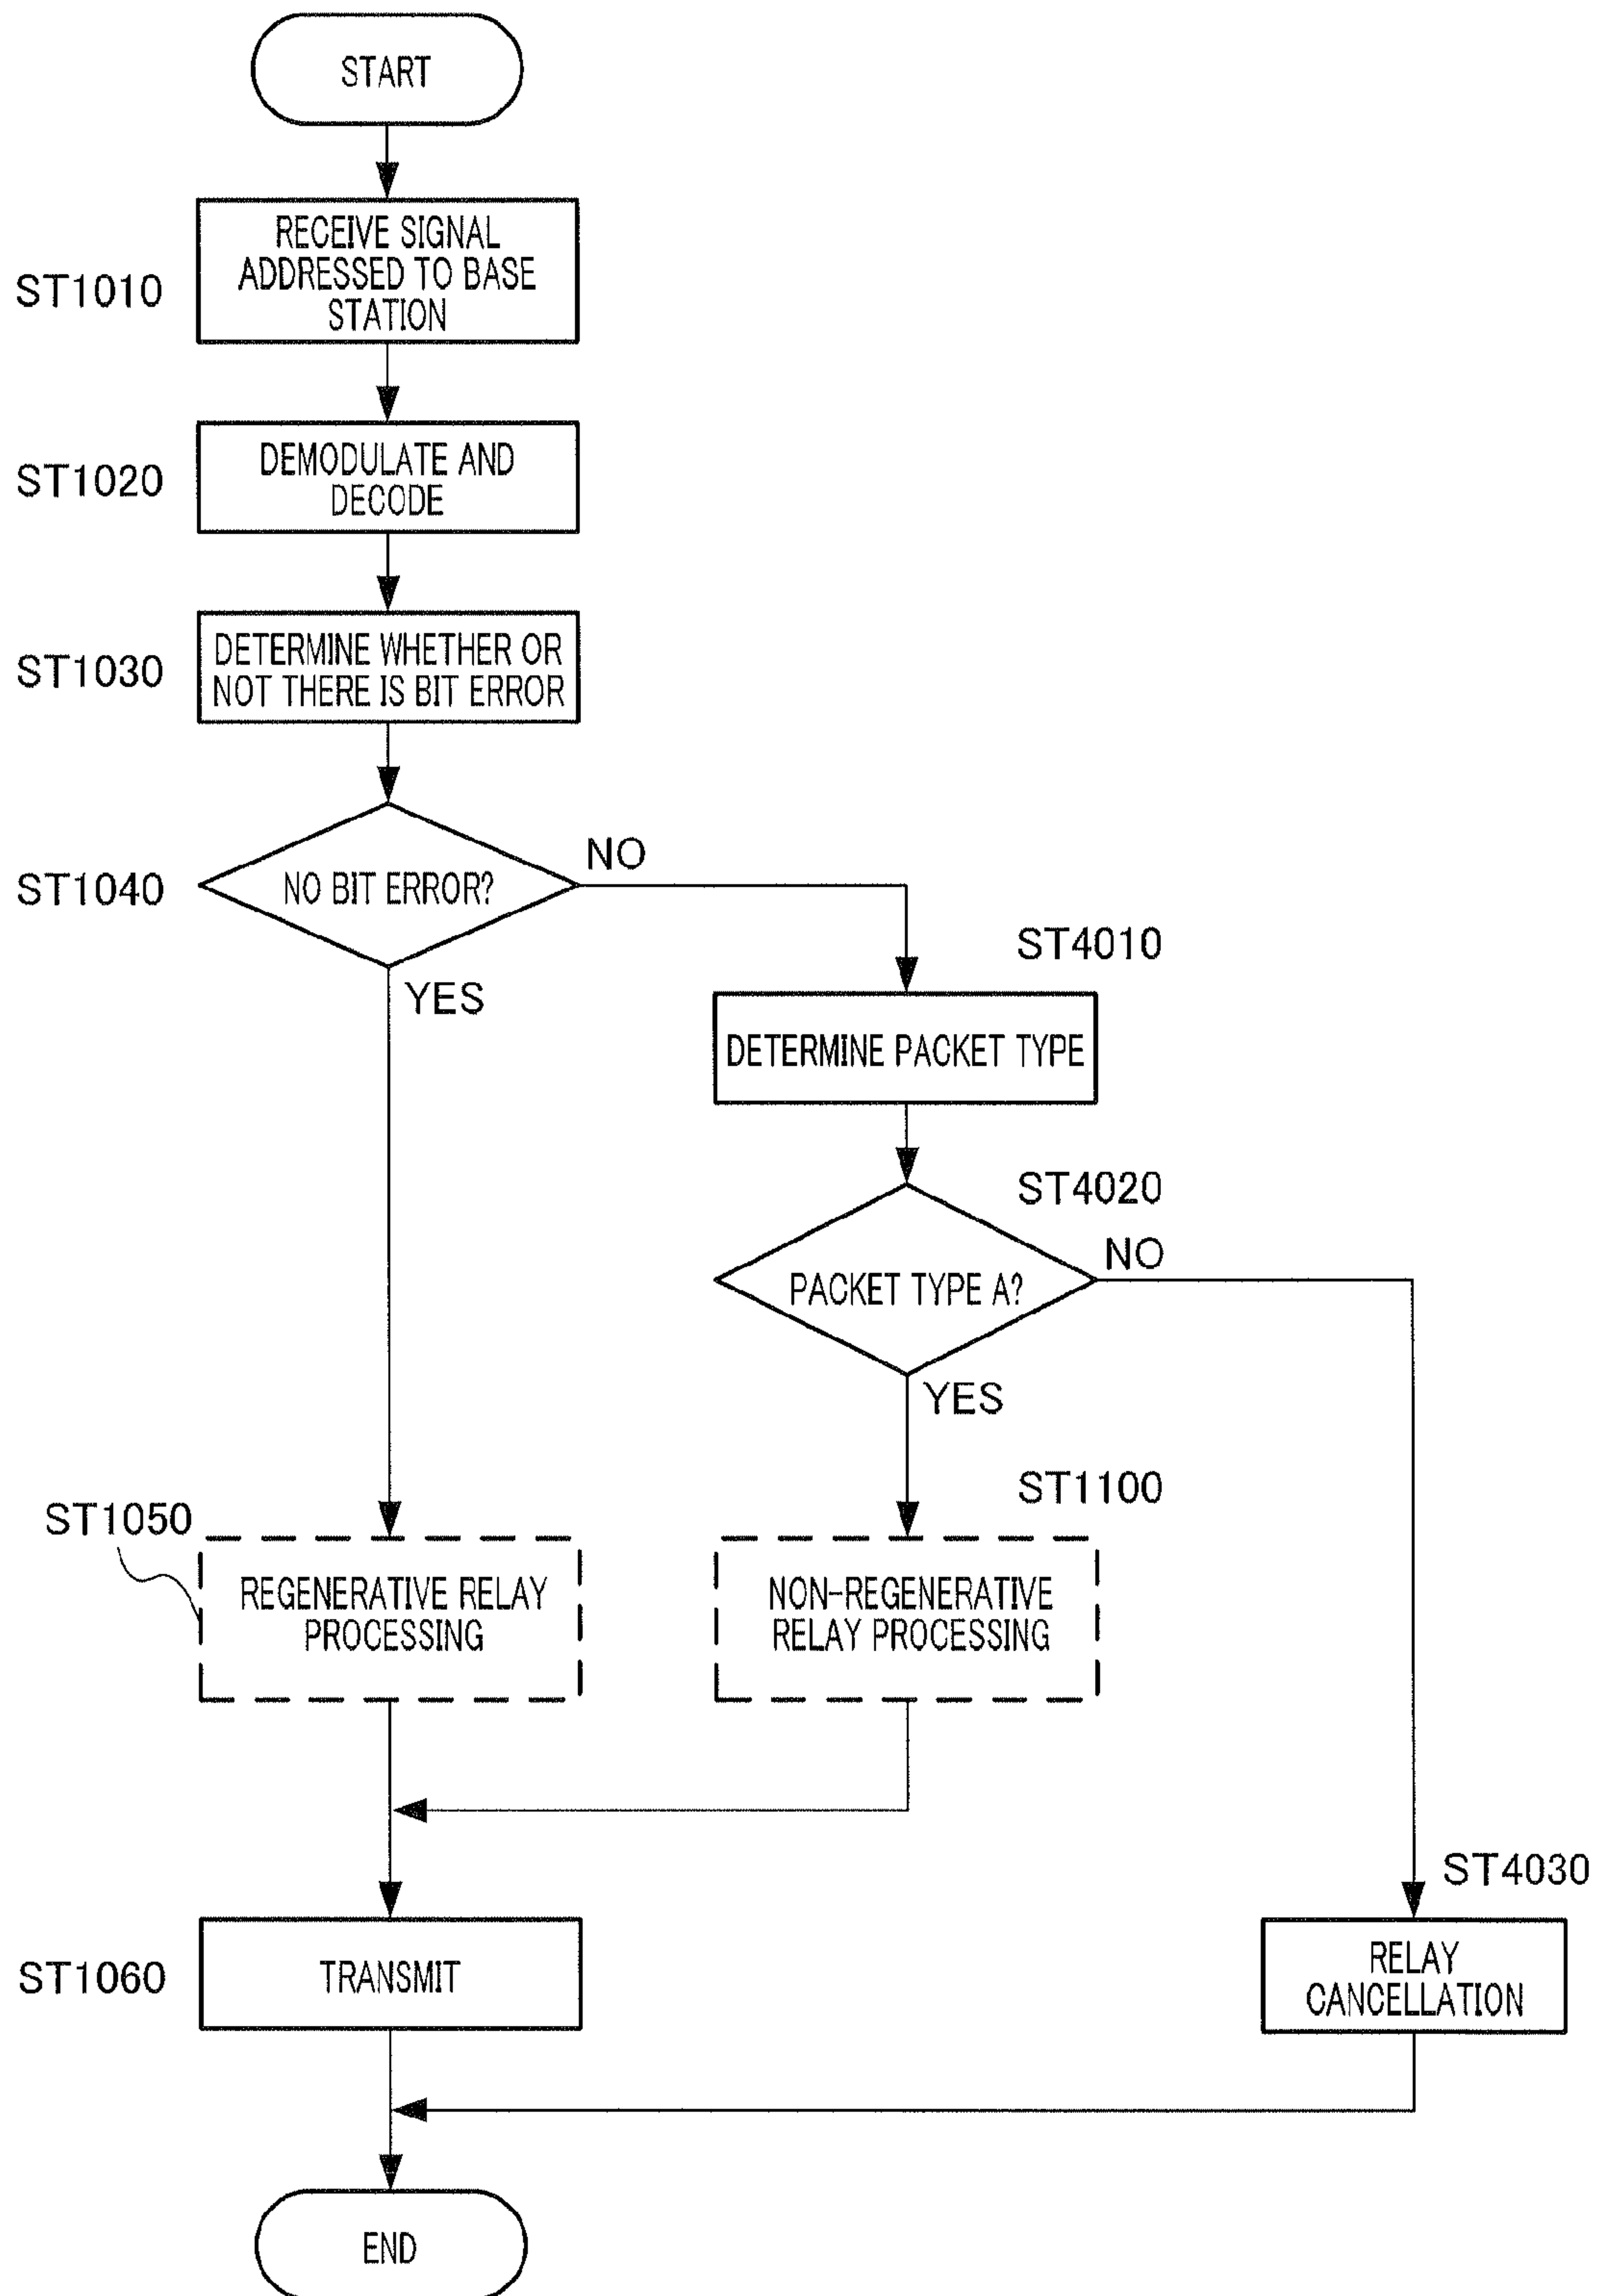 START
ST1010
RECEIVE SIGNAL
ADDRESSED TO BASE
STATION
ST1020
DEMODULATE AND
DECODE
ST1030
DETERMINE WHETHER OR
NOT THERE IS BIT ERROR
ST1040
NO BIT ERROR?
NO
YES
ST4010
DETERMINE PACKET TYPE
ST4020
PACKET TYPE A?
NO
YES
ST1050
REGENERATIVE RELAY
PROCESSING
ST1100
NON-REGENERATIVE
RELAY PROCESSING
ST1060
TRANSMIT
ST4030
RELAY
CANCELLATION
END